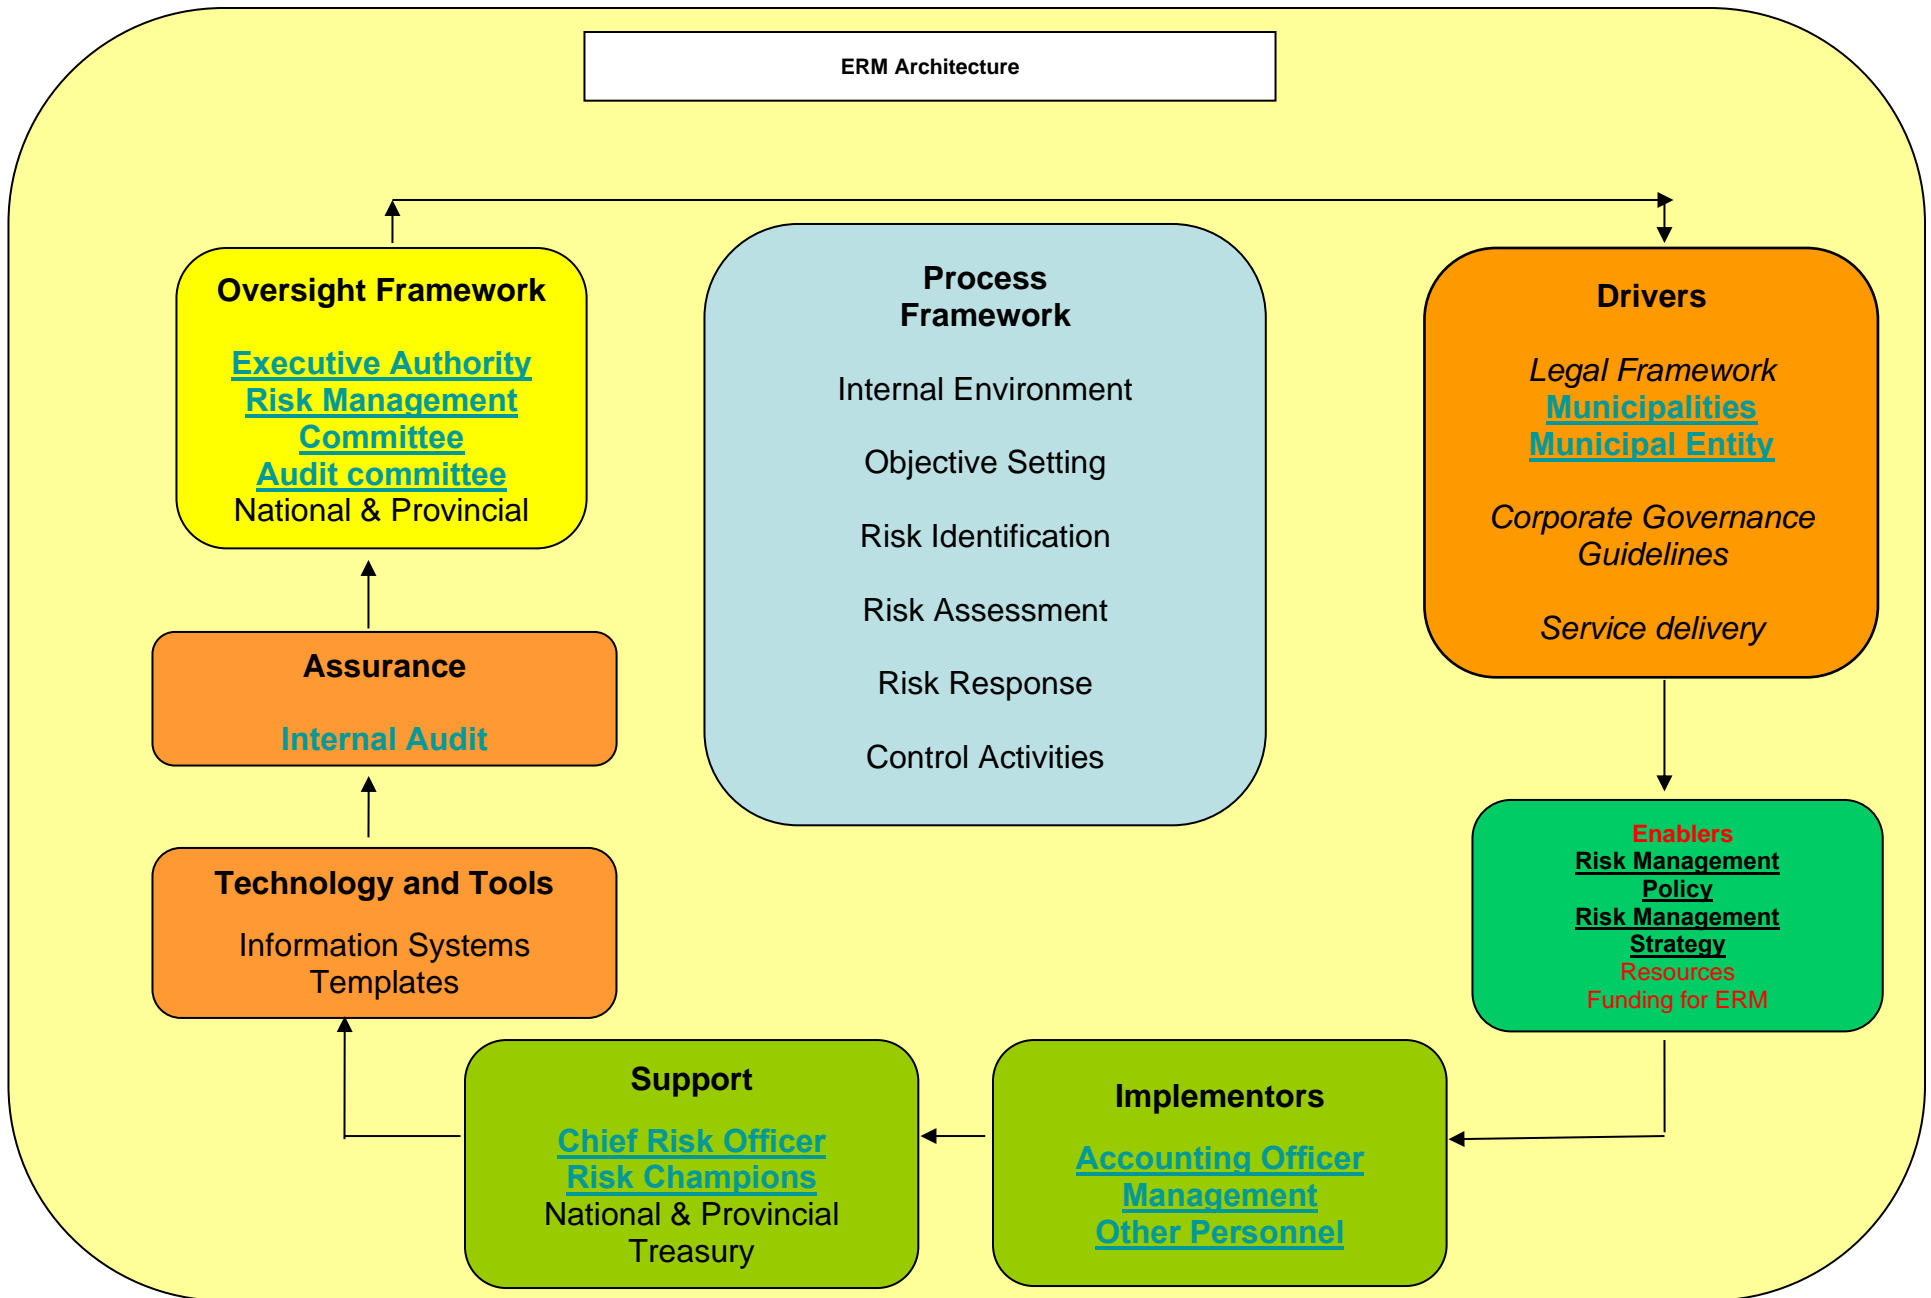 ERM Architecture
Oversight Framework
Executive Authority
Risk Management
Committee
Audit committee
National & Provincial
Process
Framework
Internal Environment
Objective Setting
Risk Identification
Risk Assessment
Risk Response
Control Activities
Drivers
Legal Framework
Municipalities
Municipal Entity
Corporate Governance
Guidelines
Service delivery
Assurance
Internal Audit
Technology and Tools
Information Systems
Templates
Enablers
Risk Management
Policy
Risk Management
Strategy
Resources
Funding for ERM
Support
Chief Risk Officer
Risk Champions
National & Provincial
Treasury
Implementors
Accounting Officer
Management
Other Personnel